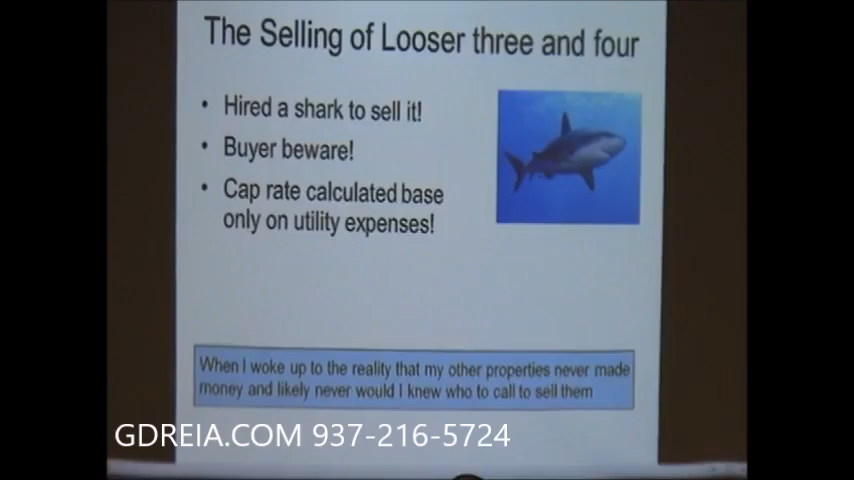 The Selling of Looser three and four
• Hired a shark to sell it!
• Buyer beware!
• Cap rate calculated base
only on utility expenses!
When I woke up to the reality that my other properties never made
money and likely never would I knew who to call to sell them
GDREIA.COM 937-216-5724